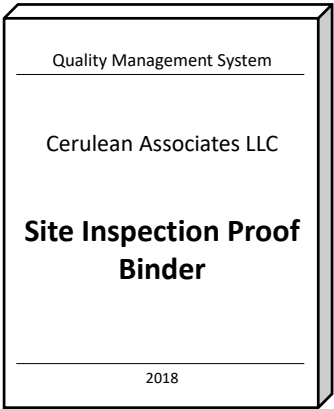 Quality Management System
Cerulean Associates LLC
Site Inspection Proof
Binder
2018